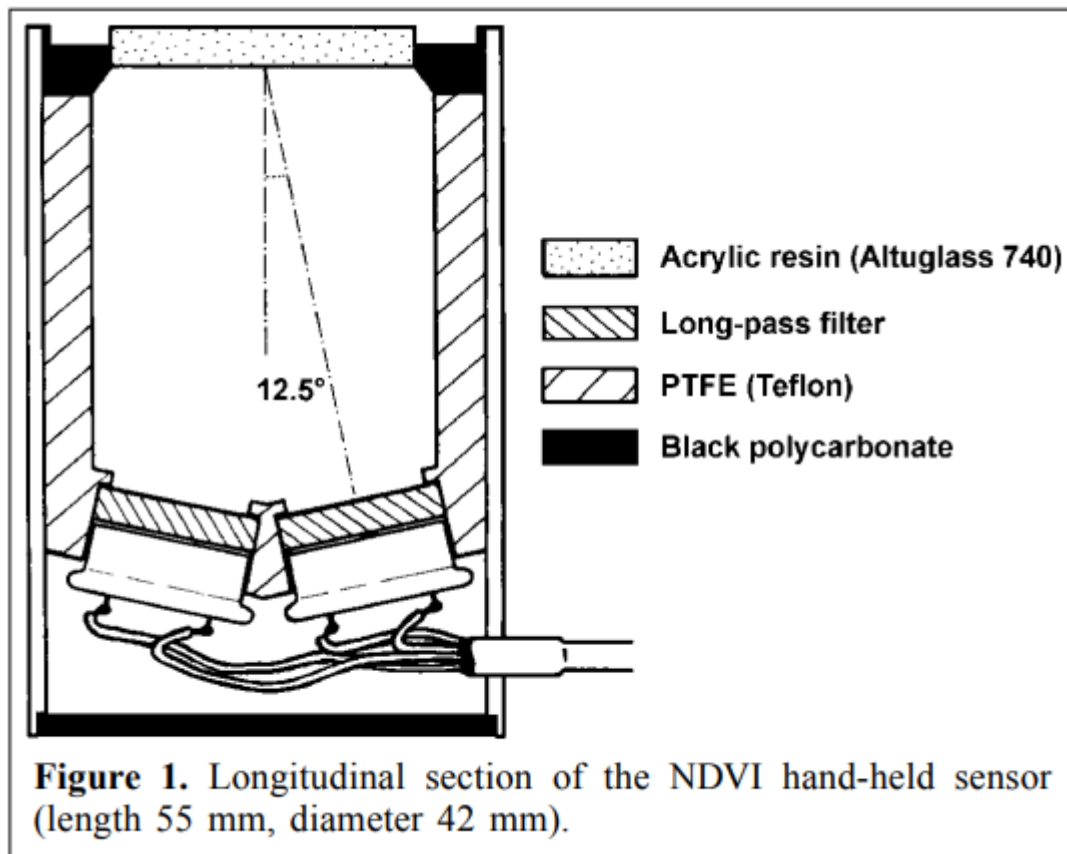 12.5°
Acrylic resin (Altuglass 740)
Long-pass filter
PTFE (Teflon)
Black polycarbonate
Figure 1. Longitudinal section of the NDVI hand-held sensor
(length 55 mm, diameter 42 mm).